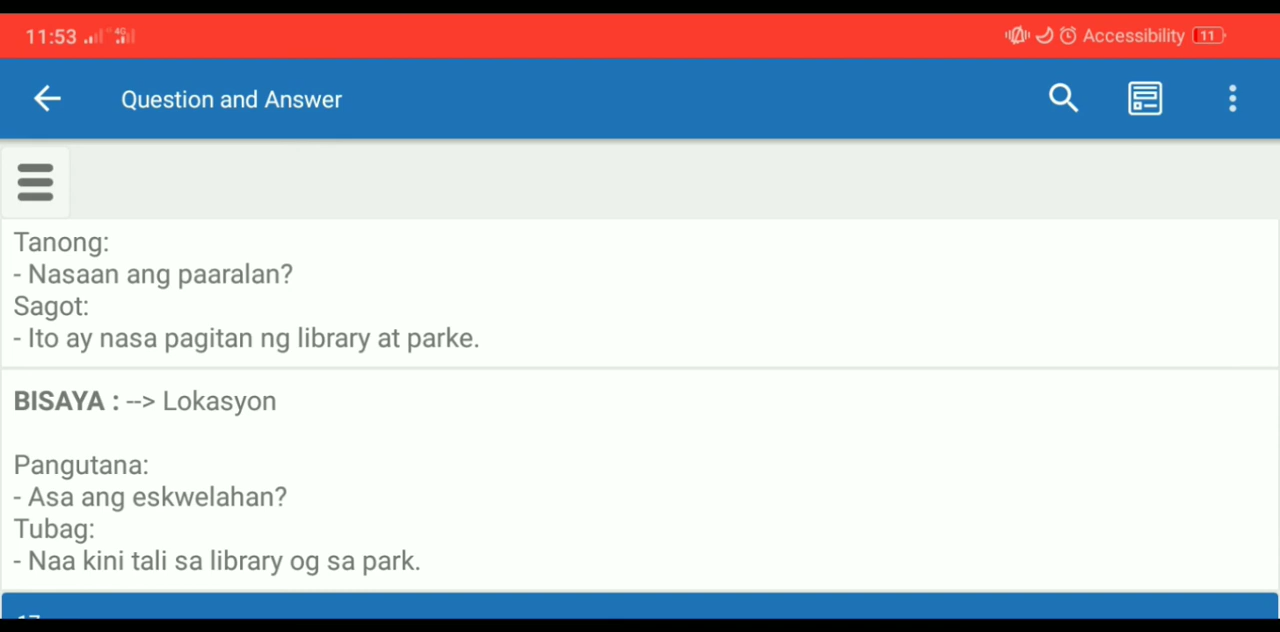 11:53 4G Accessibility 11
Question and Answer
Tanong:
- Nasaan ang paaralan?
Sagot:
- Ito ay nasa pagitan ng library at parke.
BISAYA : --> Lokasyon
Pangutana:
- Asa ang eskwelahan?
Tubag:
- Naa kini tali sa library og sa park.